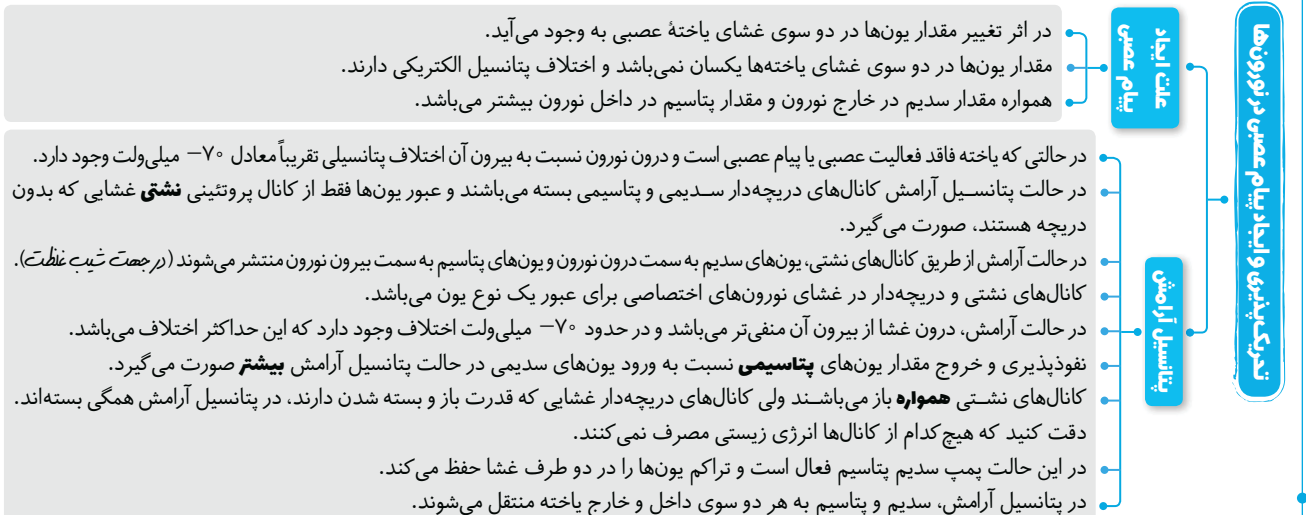 تحریک‌پذیری و ایجاد پیام عصبی در نورون‌ها
علت ایجاد
پیام عصبی
در اثر تغییر مقدار یون‌ها در دو سوی غشای یاختهٔ عصبی به وجود می‌آید.
مقدار یون‌ها در دو سوی غشای یاخته‌ها یکسان نمی‌باشد و اختلاف پتانسیل الکتریکی دارند.
همواره مقدار سدیم در خارج نورون و مقدار پتاسیم در داخل نورون بیشتر می‌باشد.
پتانسیل آرامش
در حالتی که یاخته فاقد فعالیت عصبی یا پیام عصبی است و درون نورون نسبت به بیرون آن اختلاف پتانسیلی تقریباً معادل ۷۰− میلی‌ولت وجود دارد.
در حالت پتانسیل آرامش کانال‌های دریچه‌دار سدیمی و پتاسیمی بسته می‌باشند و عبور یون‌ها فقط از کانال پروتئینی نشتی غشایی که بدون
دریچه هستند، صورت می‌گیرد.
در حالت آرامش از طریق کانال‌های نشتی، یون‌های سدیم به سمت درون نورون و یون‌های پتاسیم به سمت بیرون نورون منتشر می‌شوند (در جهت شیب غلظت).
کانال‌های نشتی و دریچه‌دار در غشای نورون‌های اختصاصی برای عبور یک نوع یون می‌باشد.
در حالت آرامش، درون غشا از بیرون آن منفی‌تر می‌باشد و در حدود ۷۰− میلی‌ولت اختلاف وجود دارد که این حداکثر اختلاف می‌باشد.
نفوذپذیری و خروج مقدار یون‌های پتاسیمی نسبت به ورود یون‌های سدیمی در حالت پتانسیل آرامش بیشتر صورت می‌گیرد.
کانال‌های نشتی همواره باز می‌باشند ولی کانال‌های دریچه‌دار غشایی که قدرت باز و بسته شدن دارند، در پتانسیل آرامش همگی بسته‌اند.
دقت کنید که هیچ‌کدام از کانال‌ها انرژی زیستی مصرف نمی‌کنند.
در این حالت پمپ سدیم پتاسیم فعال است و تراکم یون‌ها را در دو طرف غشا حفظ می‌کند.
در پتانسیل آرامش، سدیم و پتاسیم به هر دو سوی داخل و خارج یاخته منتقل می‌شوند.